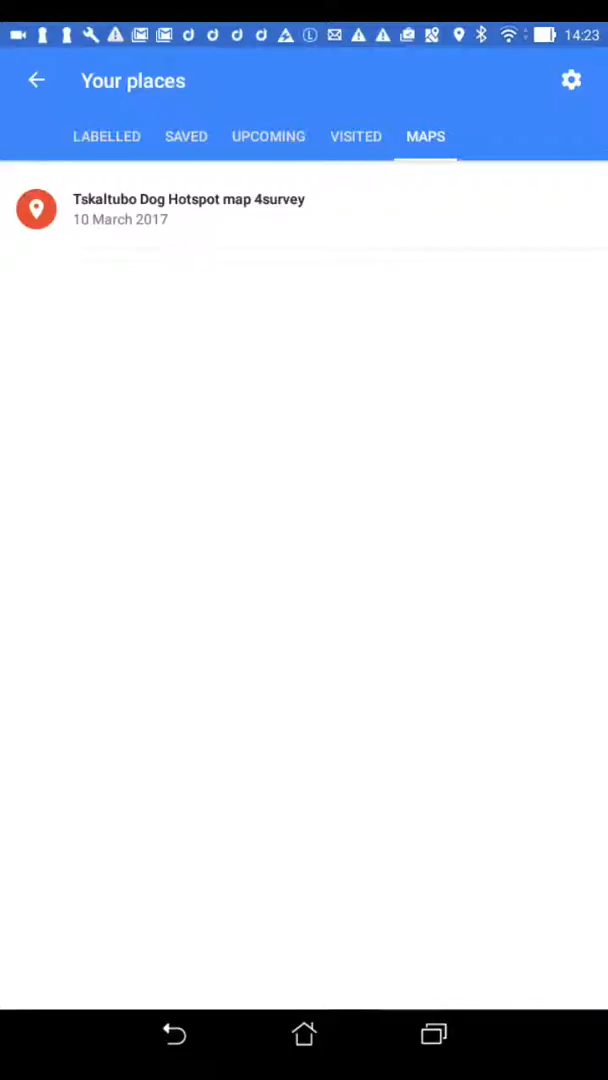 14:23
Your places
LABELLED SAVED UPCOMING VISITED MAPS
Tskaltubo Dog Hotspot map 4survey
10 March 2017